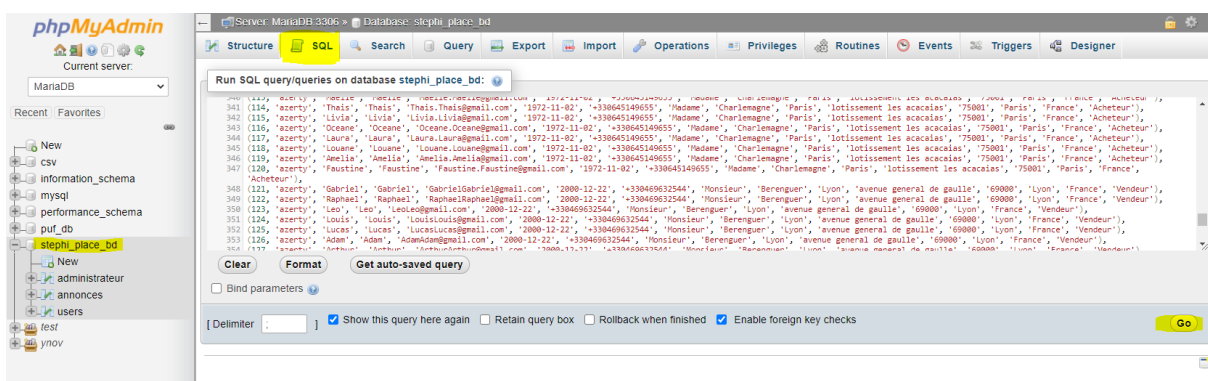 phpMyAdmin
Current server:
MariaDB
Recent Favorites
New
csv
information_schema
mysql
performance_schema
puf_db
stephi_place_bd
New
administrateur
annonces
users
test
ynov
Server: MariaDB:3306 » Database: stephi_place_bd
Structure SQL Search Query Export Import Operations Privileges Routines Events Triggers Designer
Run SQL query/queries on database stephi_place_bd:
341 (114, 'azerty', 'Thais', 'Thais', 'Thais.Thais@gmail.com', '1972-11-02', '+330645149655', 'Madame', 'Charlemagne', 'Paris', 'lotissement les acacaias', '75001', 'Paris', 'France', 'Acheteur'),
342 (115, 'azerty', 'Livia', 'Livia', 'Livia.Livia@gmail.com', '1972-11-02', '+330645149655', 'Madame', 'Charlemagne', 'Paris', 'lotissement les acacaias', '75001', 'Paris', 'France', 'Acheteur'),
343 (116, 'azerty', 'Oceane', 'Oceane', 'Oceane.Oceane@gmail.com', '1972-11-02', '+330645149655', 'Madame', 'Charlemagne', 'Paris', 'lotissement les acacaias', '75001', 'Paris', 'France', 'Acheteur'),
344 (117, 'azerty', 'Laura', 'Laura', 'Laura.Laura@gmail.com', '1972-11-02', '+330645149655', 'Madame', 'Charlemagne', 'Paris', 'lotissement les acacaias', '75001', 'Paris', 'France', 'Acheteur'),
345 (118, 'azerty', 'Louane', 'Louane', 'Louane.Louane@gmail.com', '1972-11-02', '+330645149655', 'Madame', 'Charlemagne', 'Paris', 'lotissement les acacaias', '75001', 'Paris', 'France', 'Acheteur'),
346 (119, 'azerty', 'Amelia', 'Amelia', 'Amelia.Amelia@gmail.com', '1972-11-02', '+330645149655', 'Madame', 'Charlemagne', 'Paris', 'lotissement les acacaias', '75001', 'Paris', 'France', 'Acheteur'),
347 (120, 'azerty', 'Faustine', 'Faustine', 'Faustine.Faustine@gmail.com', '1972-11-02', '+330645149655', 'Madame', 'Charlemagne', 'Paris', 'lotissement les acacaias', '75001', 'Paris', 'France',
'Acheteur'),
348 (121, 'azerty', 'Gabriel', 'Gabriel', 'GabrielGabriel@gmail.com', '2000-12-22', '+330469632544', 'Monsieur', 'Berenguer', 'Lyon', 'avenue general de gaulle', '69000', 'Lyon', 'France', 'Vendeur'),
349 (122, 'azerty', 'Raphael', 'Raphael', 'RaphaelRaphael@gmail.com', '2000-12-22', '+330469632544', 'Monsieur', 'Berenguer', 'Lyon', 'avenue general de gaulle', '69000', 'Lyon', 'France', 'Vendeur'),
350 (123, 'azerty', 'Leo', 'Leo', 'LeoLeo@gmail.com', '2000-12-22', '+330469632544', 'Monsieur', 'Berenguer', 'Lyon', 'avenue general de gaulle', '69000', 'Lyon', 'France', 'Vendeur'),
351 (124, 'azerty', 'Louis', 'Louis', 'LouisLouis@gmail.com', '2000-12-22', '+330469632544', 'Monsieur', 'Berenguer', 'Lyon', 'avenue general de gaulle', '69000', 'Lyon', 'France', 'Vendeur'),
352 (125, 'azerty', 'Lucas', 'Lucas', 'LucasLucas@gmail.com', '2000-12-22', '+330469632544', 'Monsieur', 'Berenguer', 'Lyon', 'avenue general de gaulle', '69000', 'Lyon', 'France', 'Vendeur'),
353 (126, 'azerty', 'Adam', 'Adam', 'AdamAdam@gmail.com', '2000-12-22', '+330469632544', 'Monsieur', 'Berenguer', 'Lyon', 'avenue general de gaulle', '69000', 'Lyon', 'France', 'Vendeur'),
Clear Format Get auto-saved query
Bind parameters
[ Delimiter ; ] Show this query here again Retain query box Rollback when finished Enable foreign key checks Go